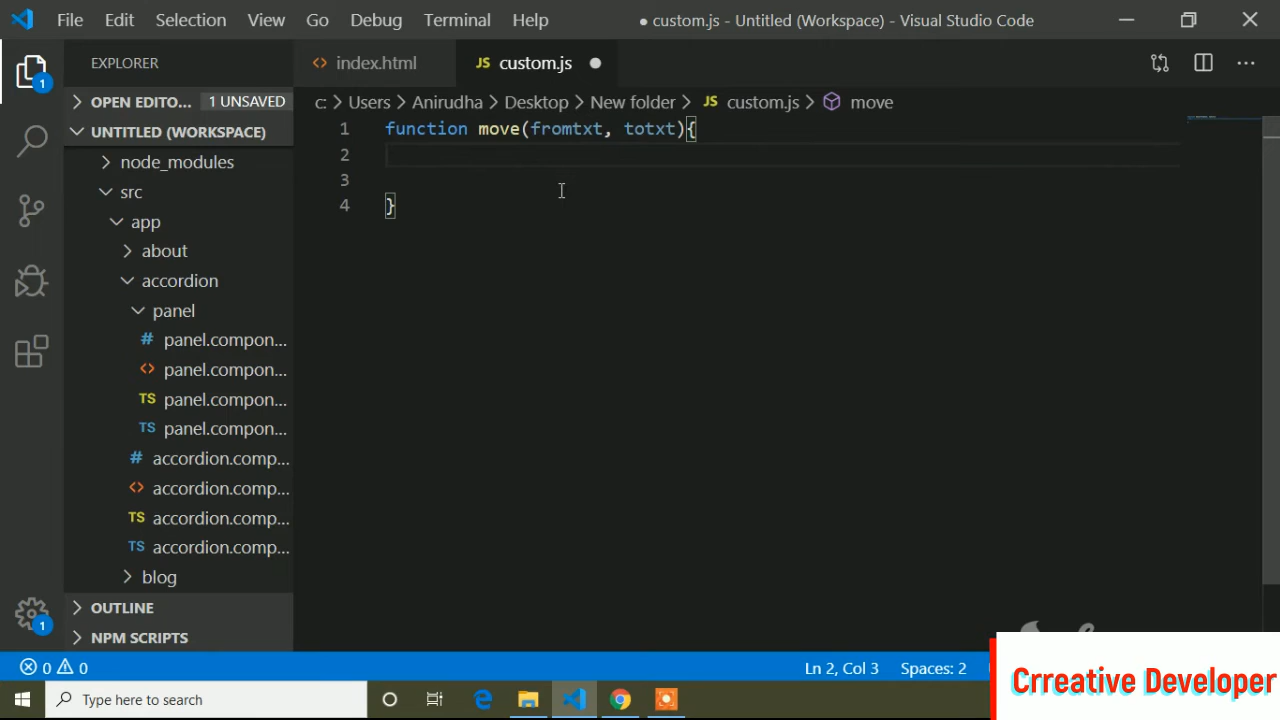 File Edit Selection View Go Debug Terminal Help
● custom.js - Untitled (Workspace) - Visual Studio Code
EXPLORER
index.html
JS custom.js
OPEN EDITO... 1 UNSAVED
UNTITLED (WORKSPACE)
c: > Users > Anirudha > Desktop > New folder > JS custom.js > move
node_modules
src
app
about
accordion
panel
# panel.compon...
<> panel.compon...
TS panel.compon...
TS panel.compon...
# accordion.comp...
<> accordion.comp...
TS accordion.comp...
TS accordion.comp...
blog
OUTLINE
NPM SCRIPTS
1
1
1 function move(fromtxt, totxt){
2
3
4 }
0 0
Ln 2, Col 3 Spaces: 2
Type here to search
Crreative Developer